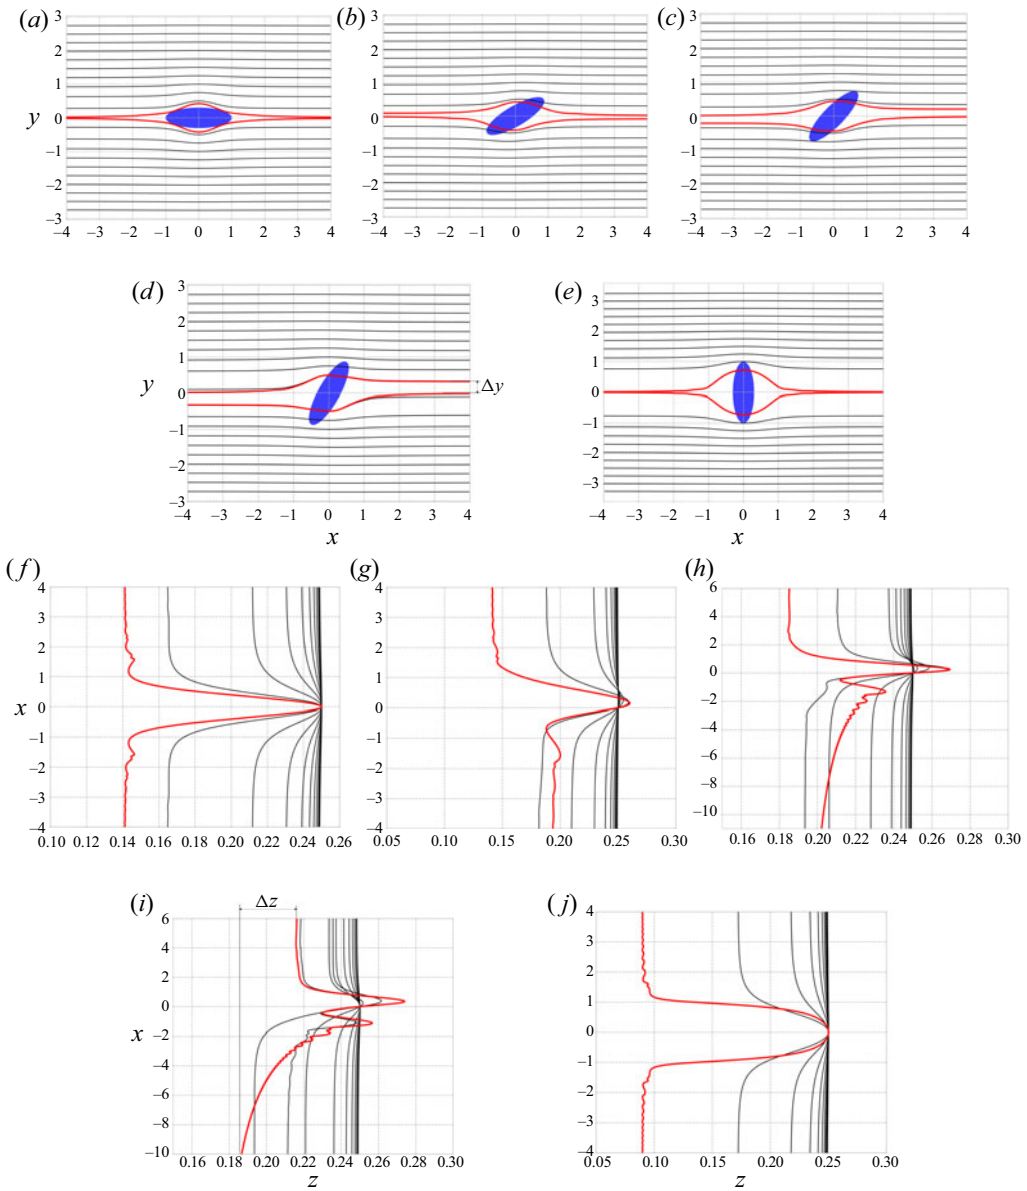 (a) (b) (c)
3 3 3
2 2 2
1 1 1
y 0 0 0
–1 –1 –1
–2 –2 –2
–3 –3 –3
–4 –3 –2 –1 0 1 2 3 4 –4 –3 –2 –1 0 1 2 3 4 –4 –3 –2 –1 0 1 2 3 4
(d) (e)
3 3
2 2
1 1
y 0 Δy 0
–1 –1
–2 –2
–3 –3
–4 –3 –2 –1 0 1 2 3 4 –4 –3 –2 –1 0 1 2 3 4
x x
(f) (g) (h)
4 4 6
3 3 4
2 2 2
1 1 0
x 0 0 –2
–1 –1 –4
–2 –2 –6
–3 –3 –8
–4 –4 –10
0.10 0.12 0.14 0.16 0.18 0.20 0.22 0.24 0.26 0.05 0.10 0.15 0.20 0.25 0.30 0.16 0.18 0.20 0.22 0.24 0.26 0.28 0.30
(i) Δz (j)
6 4
4 3
2 2
0 1
x –2 0
–4 –1
–6 –2
–8 –3
–10 –4
0.16 0.18 0.20 0.22 0.24 0.26 0.28 0.30 0.05 0.10 0.15 0.20 0.25 0.30
z z